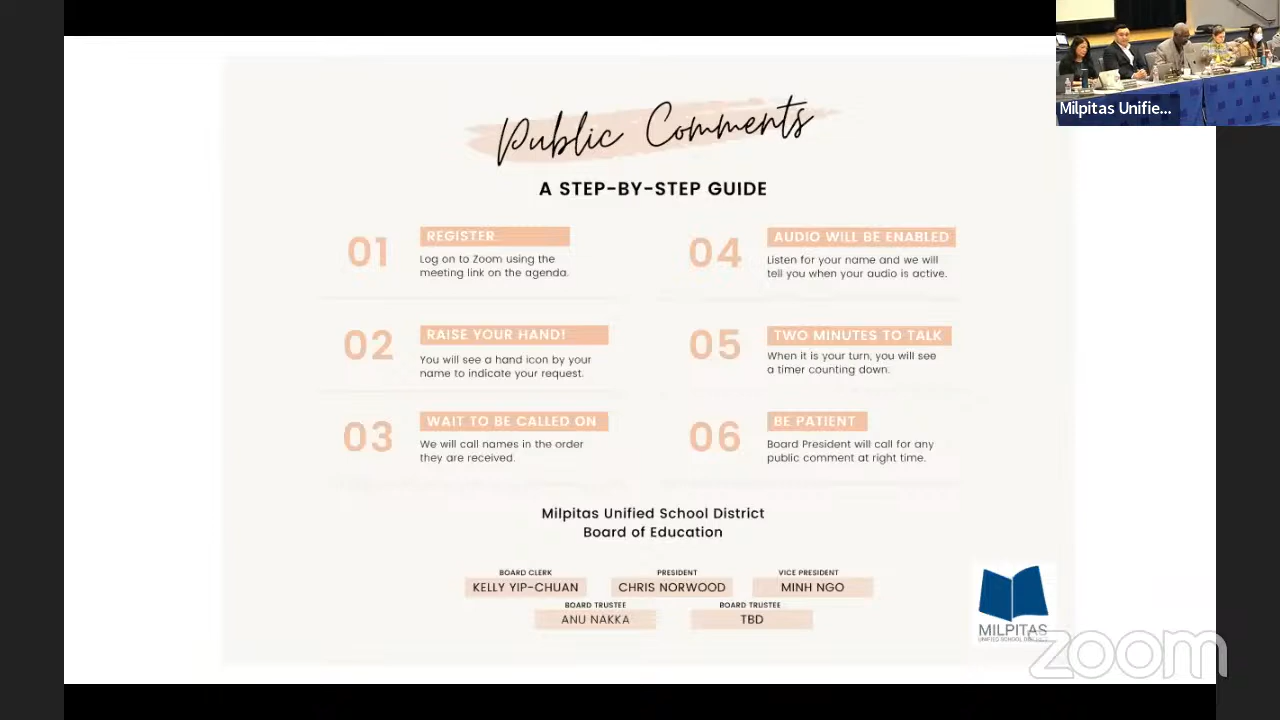 Public Comments
A STEP-BY-STEP GUIDE
01
REGISTER
Log on to Zoom using the
meeting link on the agenda.
02
RAISE YOUR HAND!
You will see a hand icon by your
name to indicate your request.
03
WAIT TO BE CALLED ON
We will call names in the order
they are received.
04
AUDIO WILL BE ENABLED
Listen for your name and we will
tell you when your audio is active.
05
TWO MINUTES TO TALK
When it is your turn, you will see
a timer counting down.
06
BE PATIENT
Board President will call for any
public comment at right time.
Milpitas Unified School District
Board of Education
BOARD CLERK
KELLY YIP-CHUAN
PRESIDENT
CHRIS NORWOOD
VICE PRESIDENT
MINH NGO
BOARD TRUSTEE
ANU NAKKA
BOARD TRUSTEE
TBD
MILPITAS
UNIFIED SCHOOL DISTRICT
zoom
Milpitas Unifie...